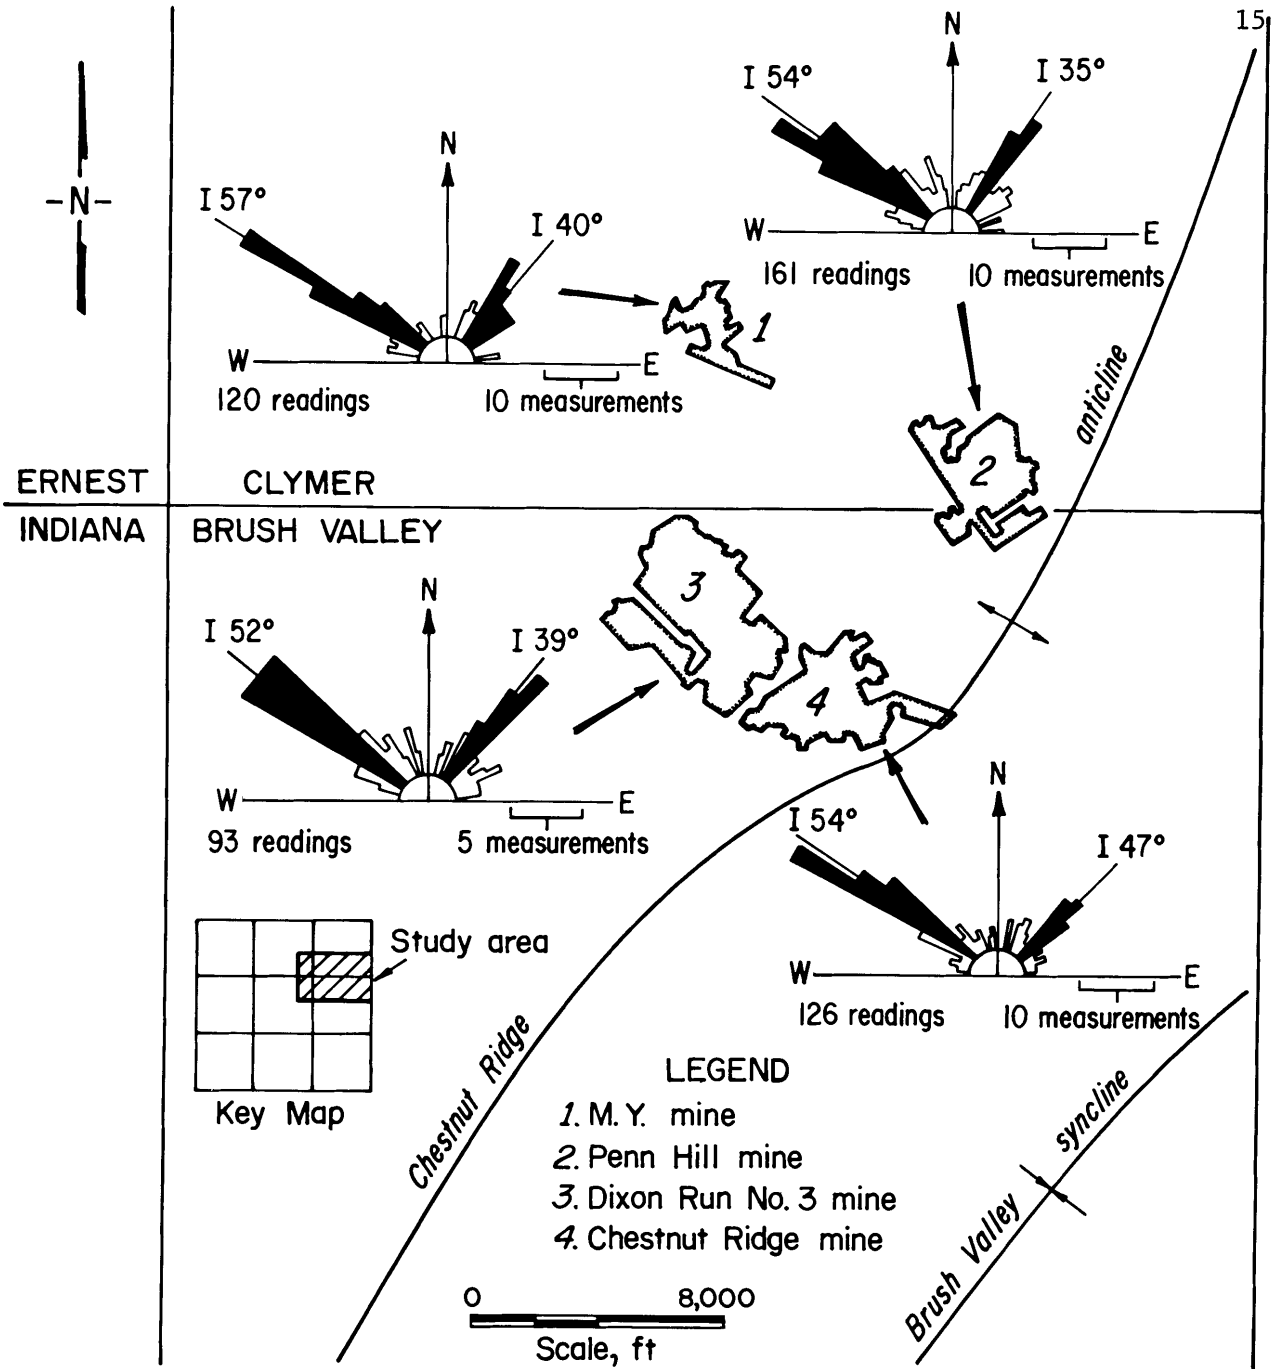 15
N
I 54°
I 35°
W
E
161 readings
10 measurements
-N-
N
I 57°
I 40°
W
E
120 readings
10 measurements
1
anticline
2
ERNEST
CLYMER
INDIANA
BRUSH VALLEY
3
N
I 52°
I 39°
W
E
93 readings
5 measurements
4
N
I 54°
I 47°
W
E
126 readings
10 measurements
Study area
Key Map
Chestnut Ridge
LEGEND
1. M.Y. mine
2. Penn Hill mine
3. Dixon Run No. 3 mine
4. Chestnut Ridge mine
syncline
Brush Valley
0 8,000
Scale, ft